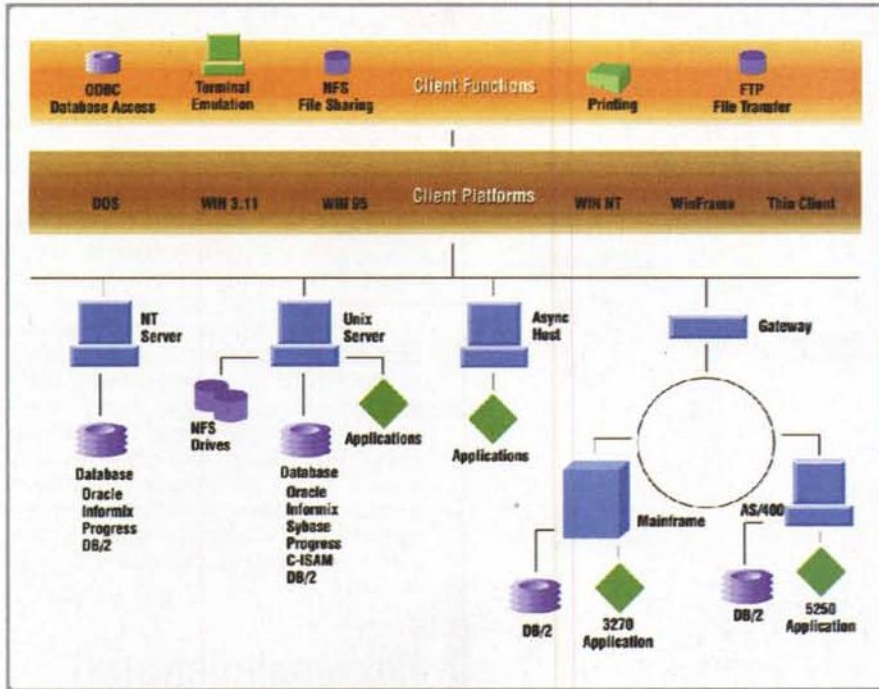 ODBC
Database Access
Terminal
Emulation
NFS
File Sharing
Client Functions
Printing
FTP
File Transfer
DOS
WIN 3.11
WIN 95
Client Platforms
WIN NT
WinFrame
Thin Client
NT
Server
Unix
Server
Async
Host
Gateway
NFS
Drives
Applications
Applications
Database
Oracle
Informix
Progress
DB/2
Database
Oracle
Informix
Sybase
Progress
C-ISAM
DB/2
Mainframe
AS/400
DB/2
3270
Application
DB/2
5250
Application